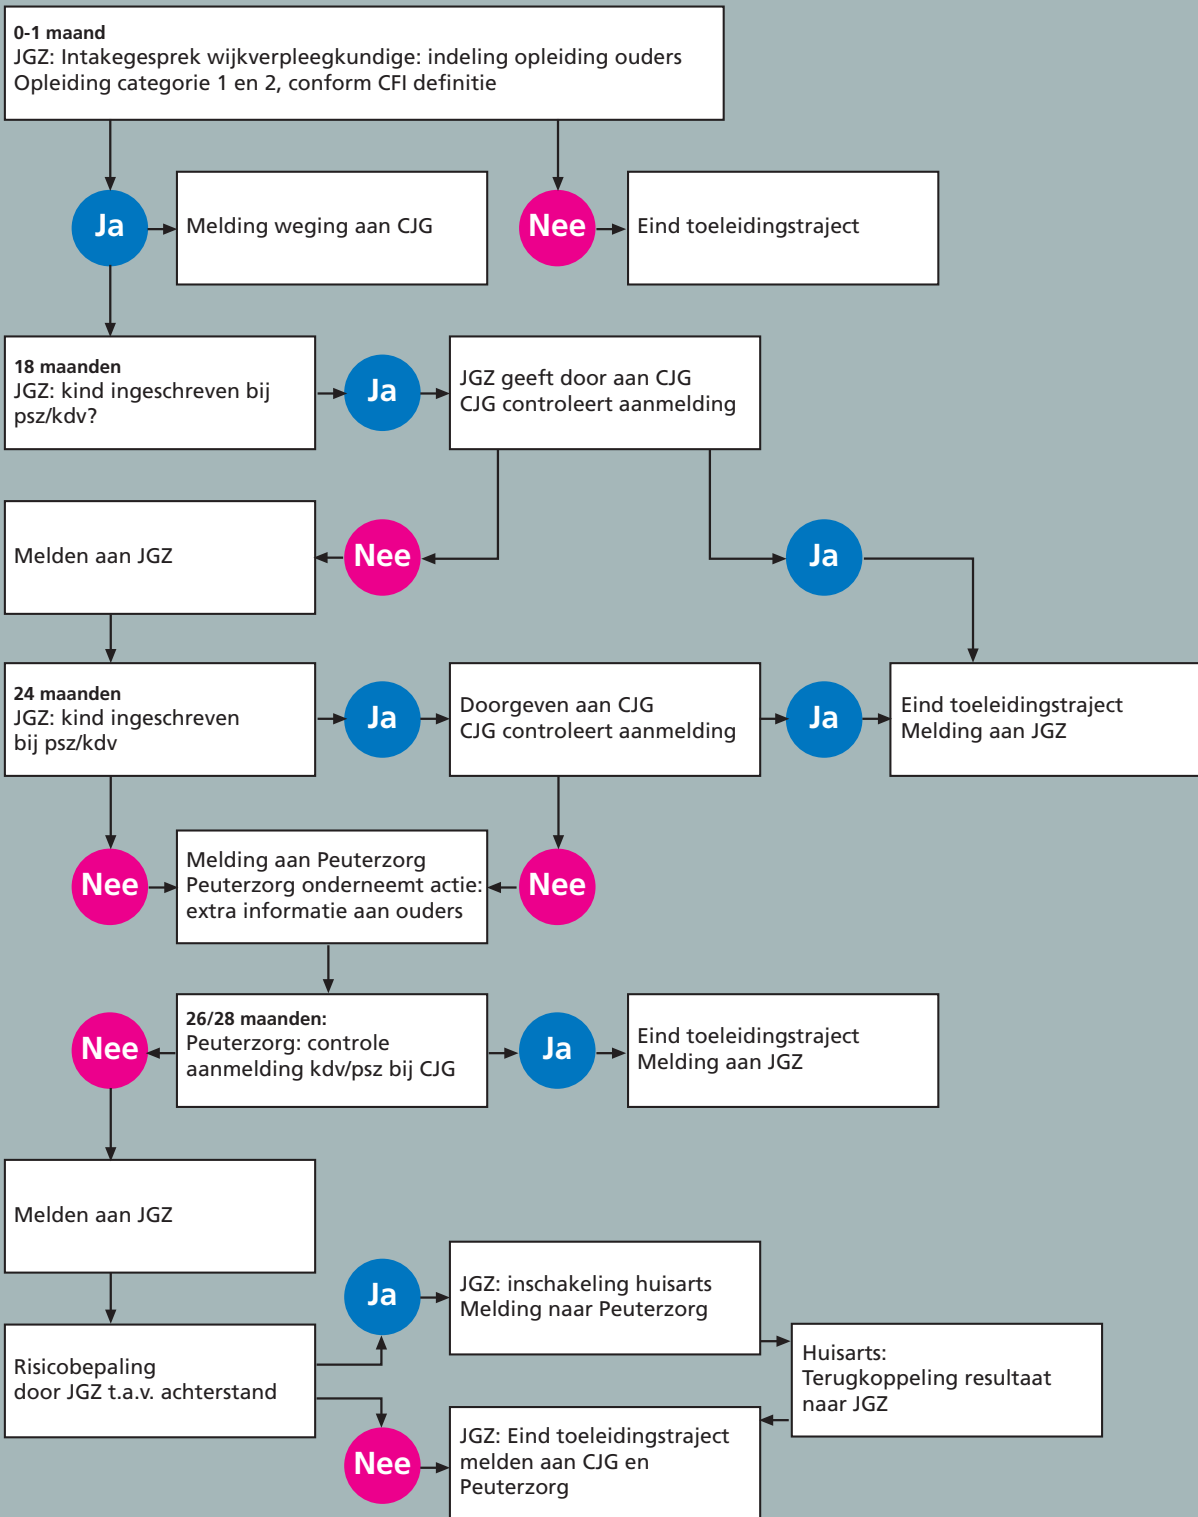 0-1 maand
JGZ: Intakegesprek wijkverpleegkundige: indeling opleiding ouders
Opleiding categorie 1 en 2, conform CFI definitie
Ja
Melding weging aan CJG
Nee
Eind toeleidingstraject
18 maanden
JGZ: kind ingeschreven bij
psz/kdv?
Ja
JGZ geeft door aan CJG
CJG controleert aanmelding
Melden aan JGZ
Nee
Ja
24 maanden
JGZ: kind ingeschreven
bij psz/kdv
Ja
Doorgeven aan CJG
CJG controleert aanmelding
Ja
Eind toeleidingstraject
Melding aan JGZ
Nee
Melding aan Peuterzorg
Peuterzorg onderneemt actie:
extra informatie aan ouders
Nee
Nee
26/28 maanden:
Peuterzorg: controle
aanmelding kdv/psz bij CJG
Ja
Eind toeleidingstraject
Melding aan JGZ
Melden aan JGZ
Ja
JGZ: inschakeling huisarts
Melding naar Peuterzorg
Risicobepaling
door JGZ t.a.v. achterstand
Huisarts:
Terugkoppeling resultaat
naar JGZ
Nee
JGZ: Eind toeleidingstraject
melden aan CJG en
Peuterzorg